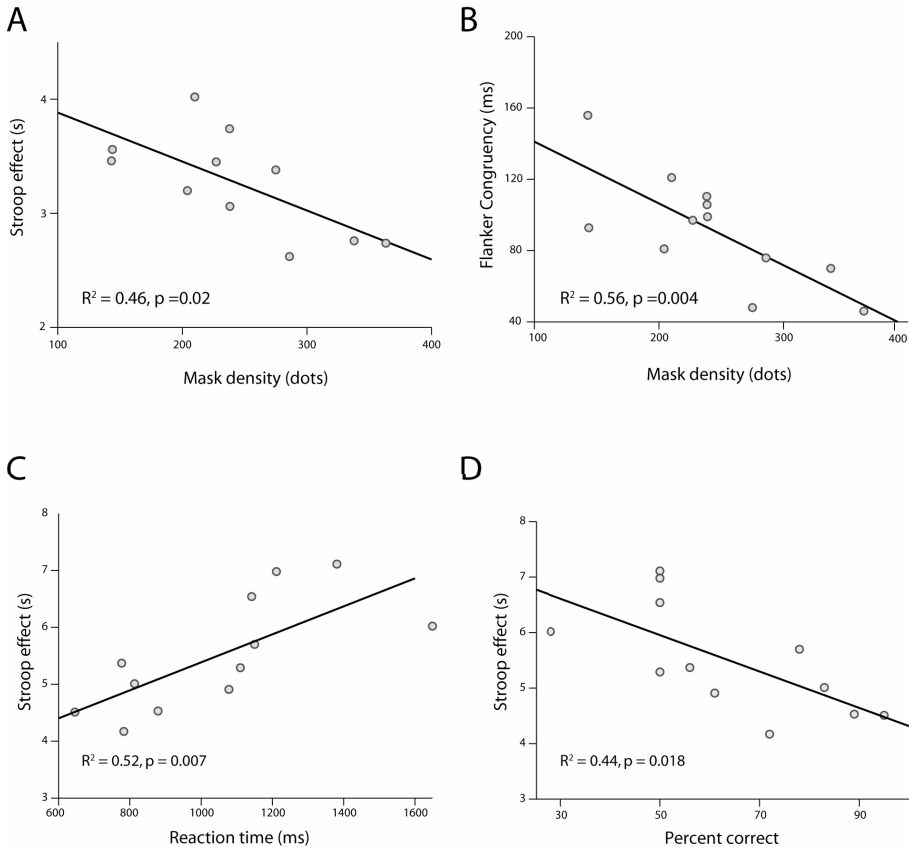 A
Stroop effect (s)
4
3
2
R² = 0.46, p =0.02
100 200 300 400
Mask density (dots)
B
Flanker Congruency (ms)
200
160
120
80
40
R² = 0.56, p =0.004
100 200 300 400
Mask density (dots)
C
Stroop effect (s)
8
7
6
5
4
3
R² = 0.52, p = 0.007
600 800 1000 1200 1400 1600
Reaction time (ms)
D
Stroop effect (s)
8
7
6
5
4
3
R² = 0.44, p = 0.018
30 50 70 90
Percent correct